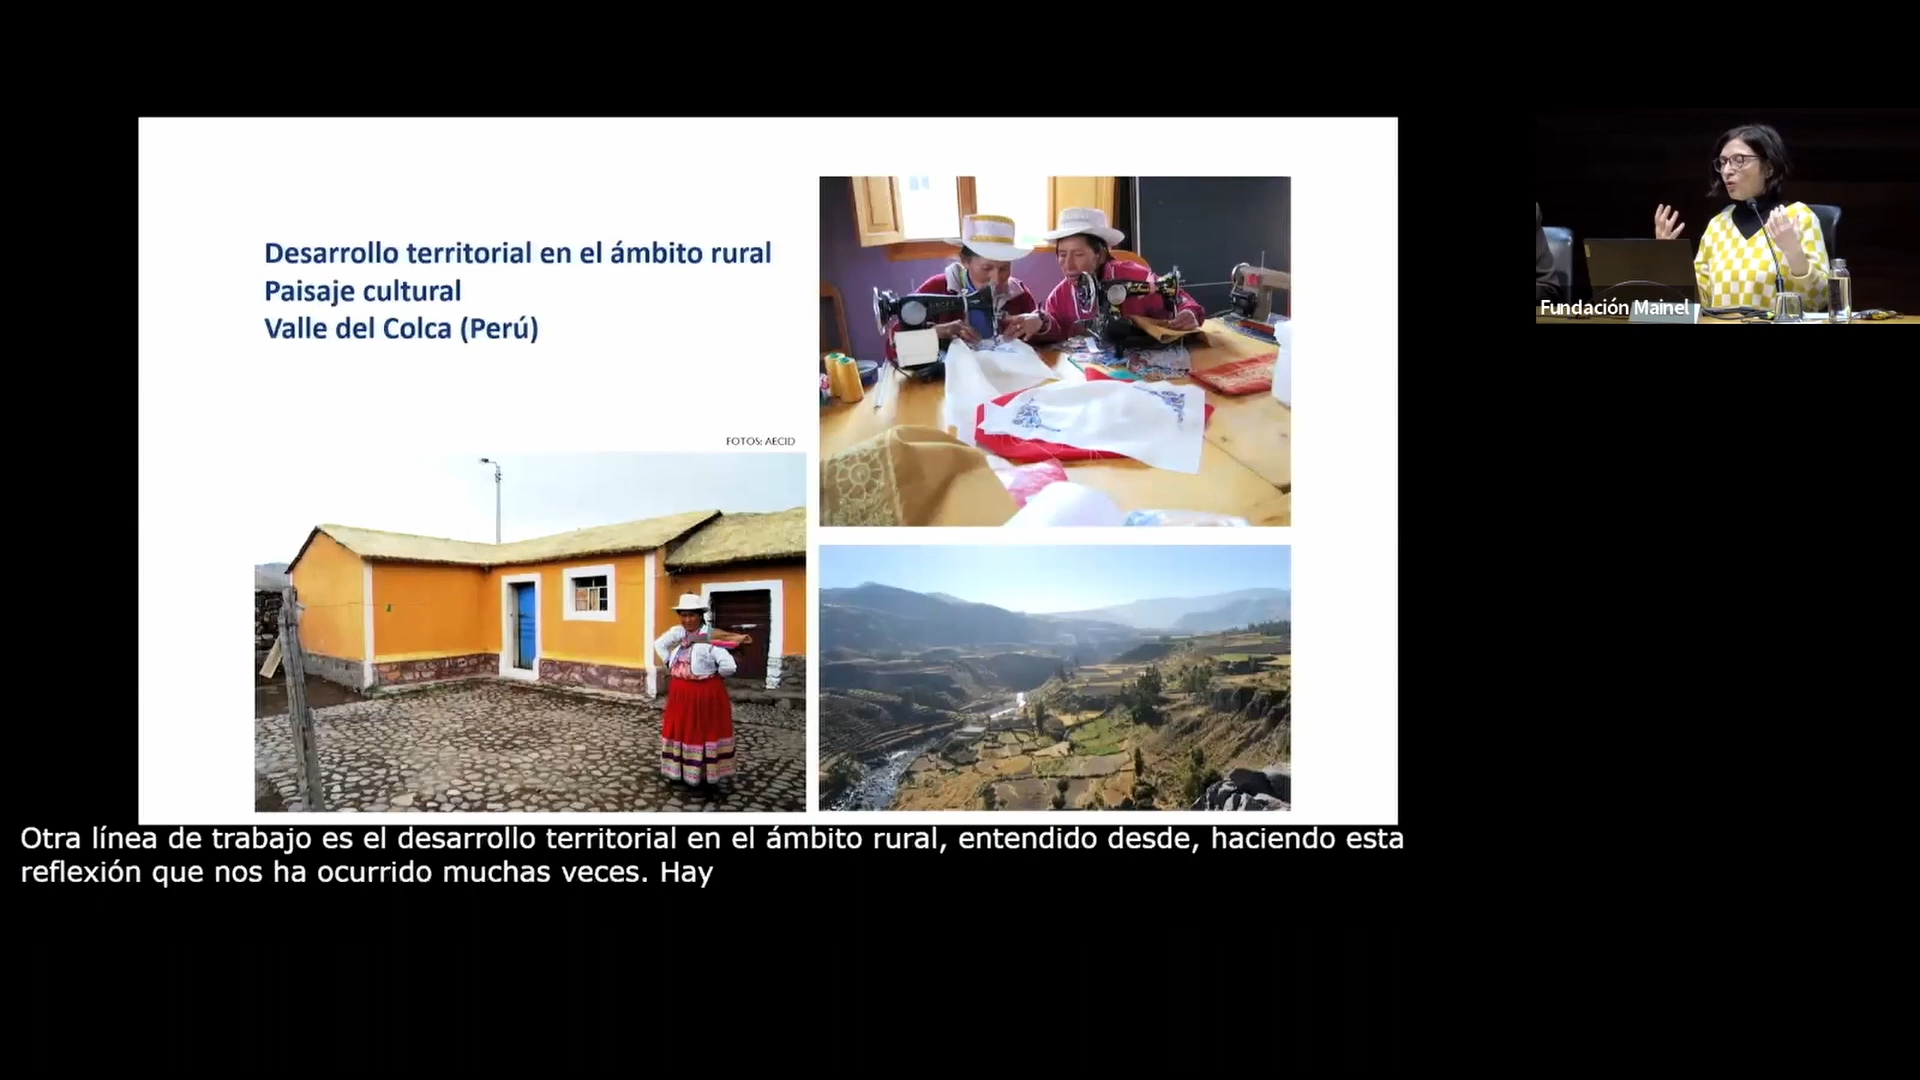 Desarrollo territorial en el ámbito rural
Paisaje cultural
Valle del Colca (Perú)
FOTOS: AECID
Fundación Mainel
Otra línea de trabajo es el desarrollo territorial en el ámbito rural, entendido desde, haciendo esta
reflexión que nos ha ocurrido muchas veces. Hay